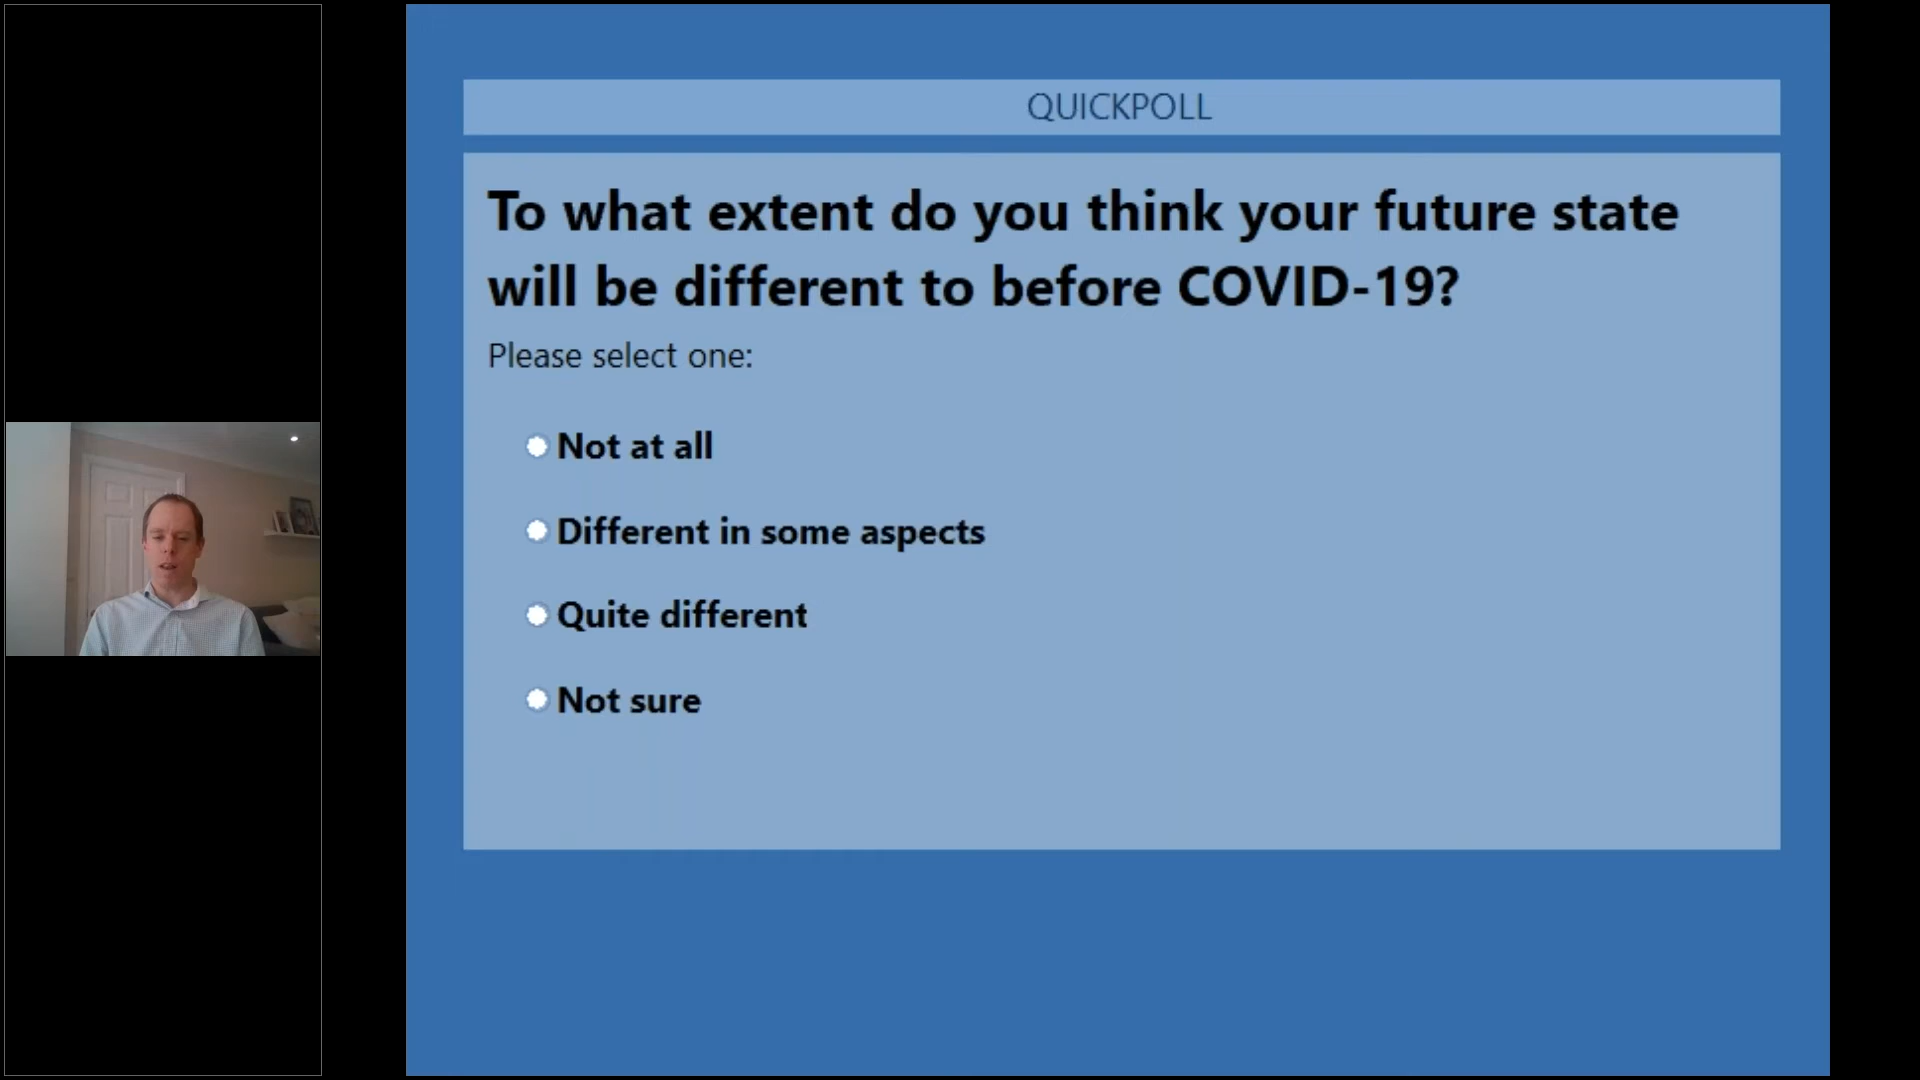 QUICKPOLL
To what extent do you think your future state
will be different to before COVID-19?
Please select one:
Not at all
Different in some aspects
Quite different
Not sure